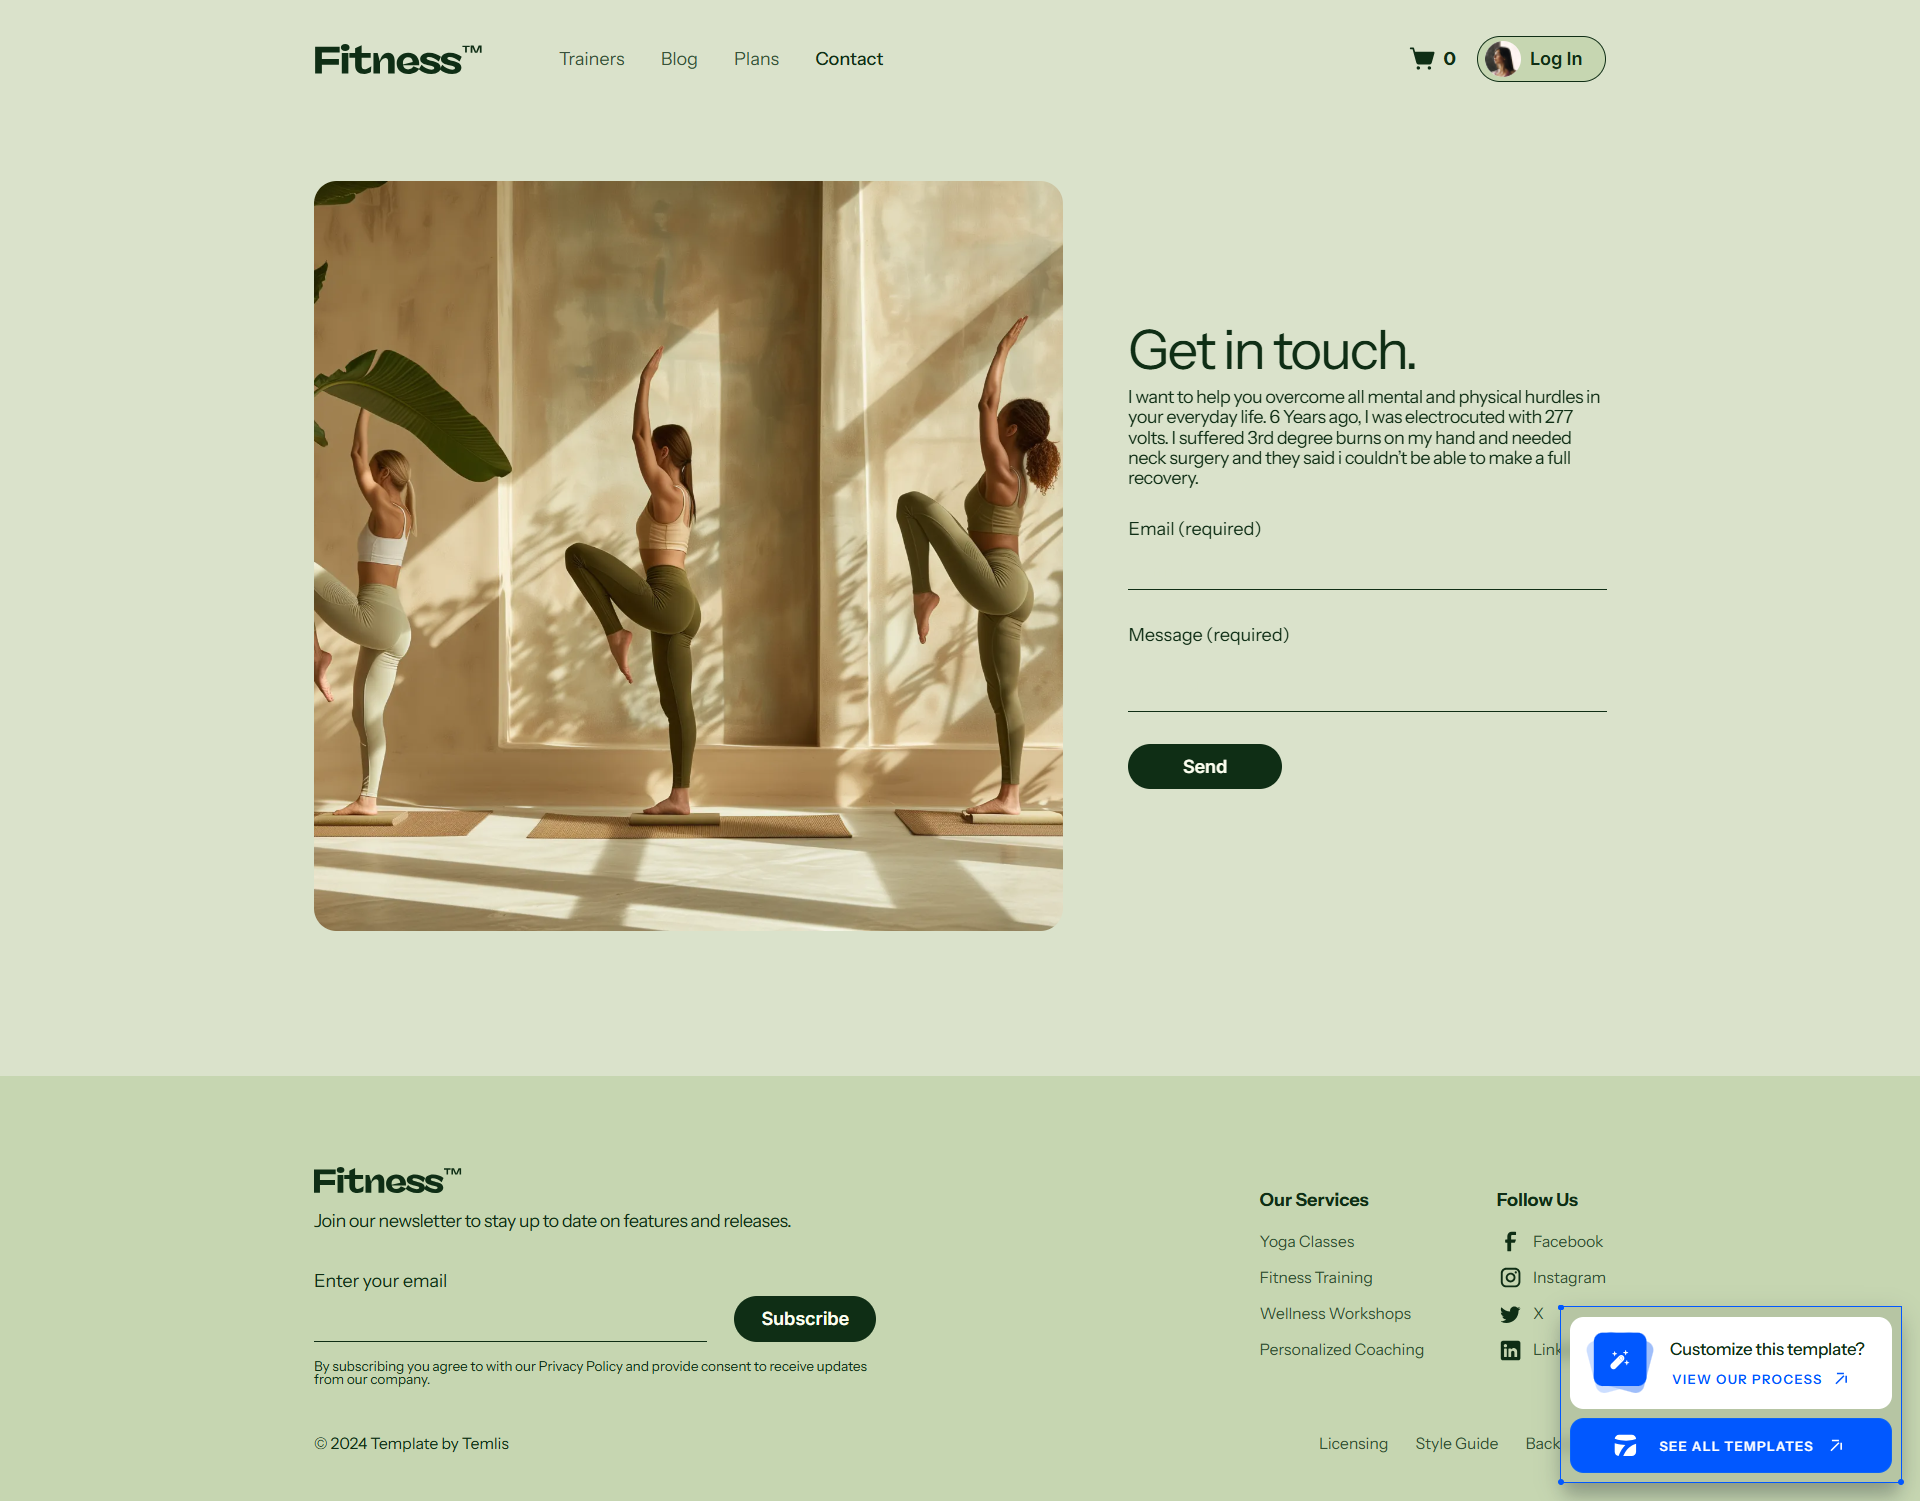 Fitness™
Trainers
Blog
Plans
Contact
0
Log In
Get in touch.
I want to help you overcome all mental and physical hurdles in
your everyday life. 6 Years ago, I was electrocuted with 277
volts. I suffered 3rd degree burns on my hand and needed
neck surgery and they said i couldn't be able to make a full
recovery.
Email (required)
Message (required)
Send
Fitness™
Join our newsletter to stay up to date on features and releases.
Enter your email
Subscribe
By subscribing you agree to with our Privacy Policy and provide consent to receive updates
from our company.
Our Services
Yoga Classes
Fitness Training
Wellness Workshops
Personalized Coaching
Follow Us
Facebook
Instagram
X
Link
© 2024 Template by Temlis
Licensing
Style Guide
Back
Customize this template?
VIEW OUR PROCESS
SEE ALL TEMPLATES